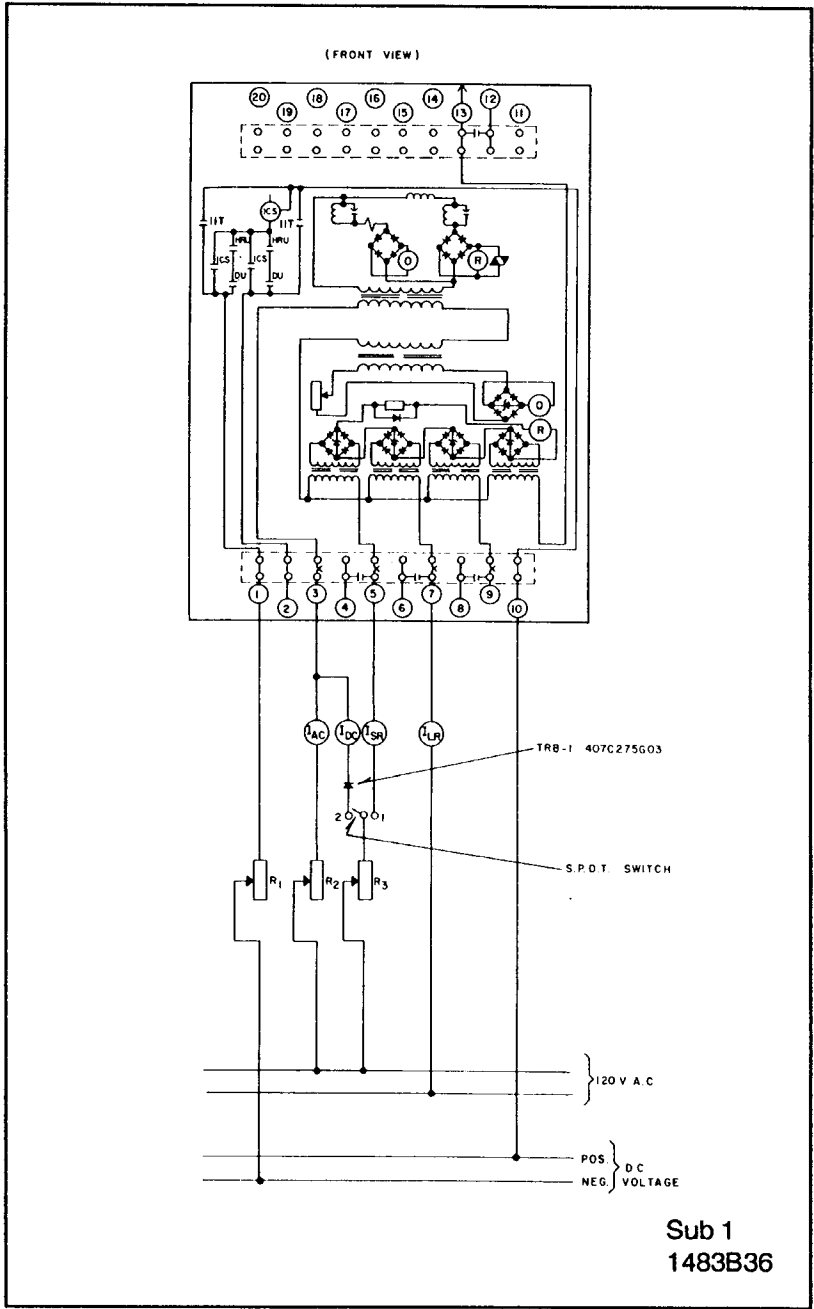 (FRONT VIEW)
20 18 16 14 12
19 17 15 13 11
ICS
IIT IIT
HRU HRU
ICS ICS
DU DU
O R
O
R
1 3 5 7 9
2 4 6 8 10
IAC IDC ISR ILR
TRB-1 407C275G03
2 1
S.P.D.T. SWITCH
R1 R2 R3
120 V A.C
POS. DC
NEG. VOLTAGE
Sub 1
1483B36